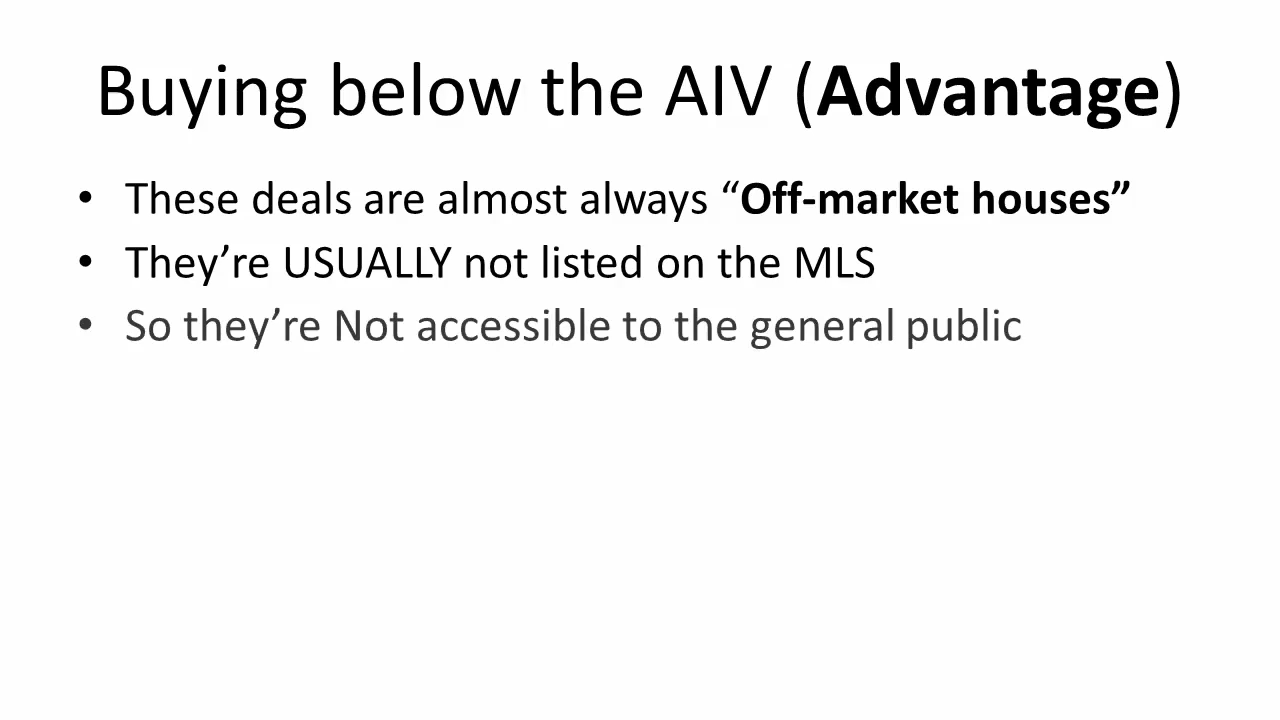 Buying below the AIV (Advantage)
• These deals are almost always “Off-market houses”
• They’re USUALLY not listed on the MLS
• So they’re Not accessible to the general public